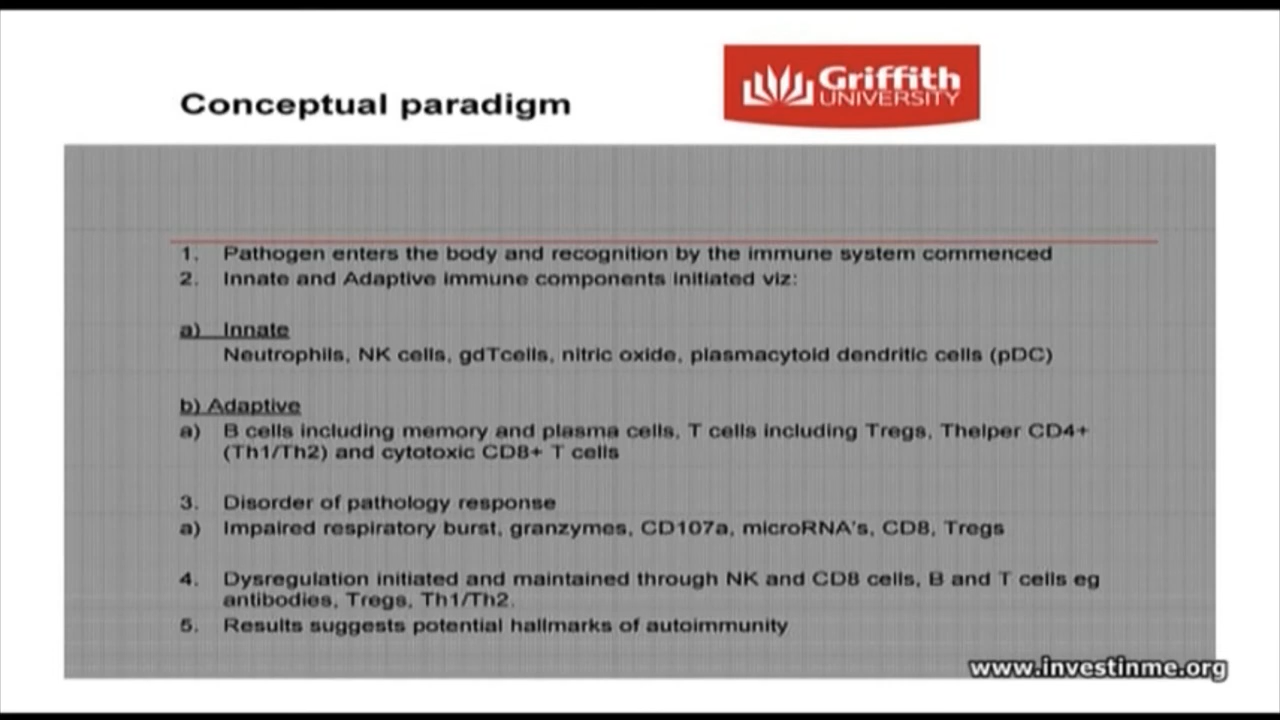 Griffith
UNIVERSITY
Conceptual paradigm
1. Pathogen enters the body and recognition by the immune system commenced
2. Innate and Adaptive immune components initiated viz:
a) Innate
Neutrophils, NK cells, gdTcells, nitric oxide, plasmacytoid dendritic cells (pDC)
b) Adaptive
a) B cells including memory and plasma cells, T cells including Tregs, Thelper CD4+
(Th1/Th2) and cytotoxic CD8+ T cells
3. Disorder of pathology response
a) Impaired respiratory burst, granzymes, CD107a, microRNA's, CD8, Tregs
4. Dysregulation initiated and maintained through NK and CD8 cells, B and T cells eg
antibodies, Tregs, Th1/Th2.
5. Results suggests potential hallmarks of autoimmunity
www.investinme.org